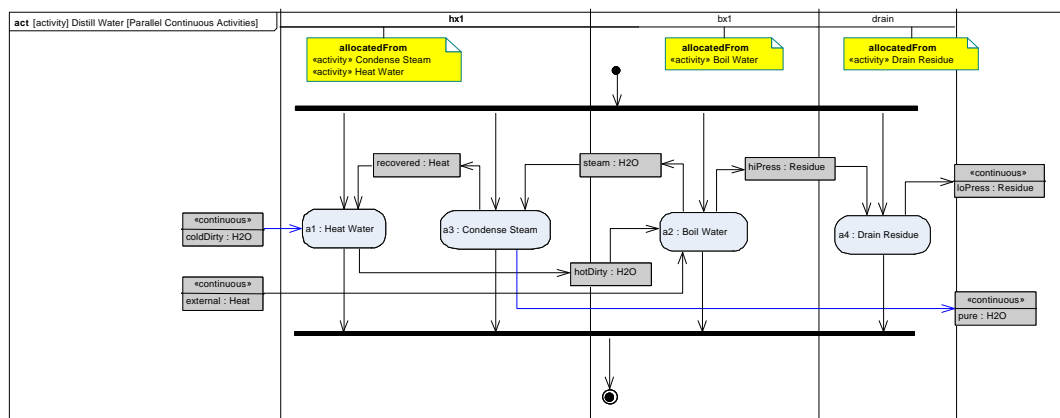 act [activity] Distill Water [Parallel Continuous Activities]
hx1
bx1
drain
allocatedFrom
«activity» Condense Steam
«activity» Heat Water
allocatedFrom
«activity» Boil Water
allocatedFrom
«activity» Drain Residue
recovered : Heat
steam : H2O
hiPress : Residue
«continuous»
loPress : Residue
«continuous»
coldDirty : H2O
a1 : Heat Water
a3 : Condense Steam
a2 : Boil Water
a4 : Drain Residue
hotDirty : H2O
«continuous»
external : Heat
«continuous»
pure : H2O